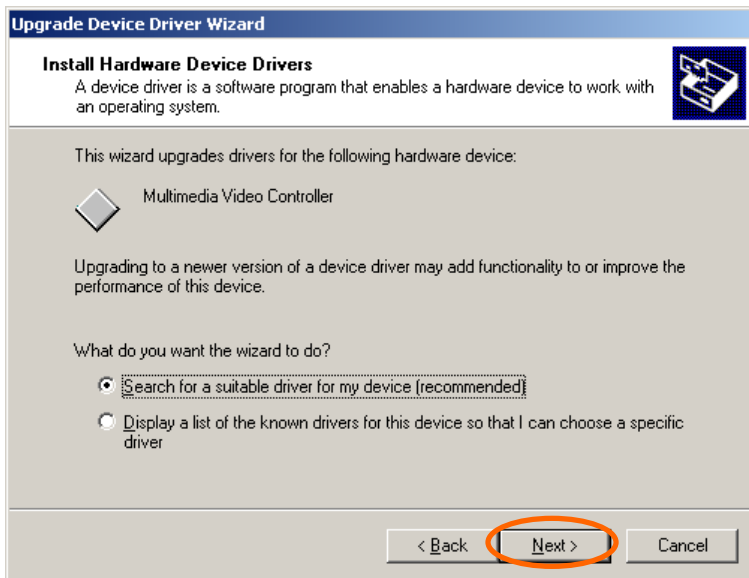 Upgrade Device Driver Wizard
Install Hardware Device Drivers
A device driver is a software program that enables a hardware device to work with
an operating system.
This wizard upgrades drivers for the following hardware device:
Multimedia Video Controller
Upgrading to a newer version of a device driver may add functionality to or improve the
performance of this device.
What do you want the wizard to do?
Search for a suitable driver for my device (recommended)
Display a list of the known drivers for this device so that I can choose a specific
driver
< Back Next > Cancel